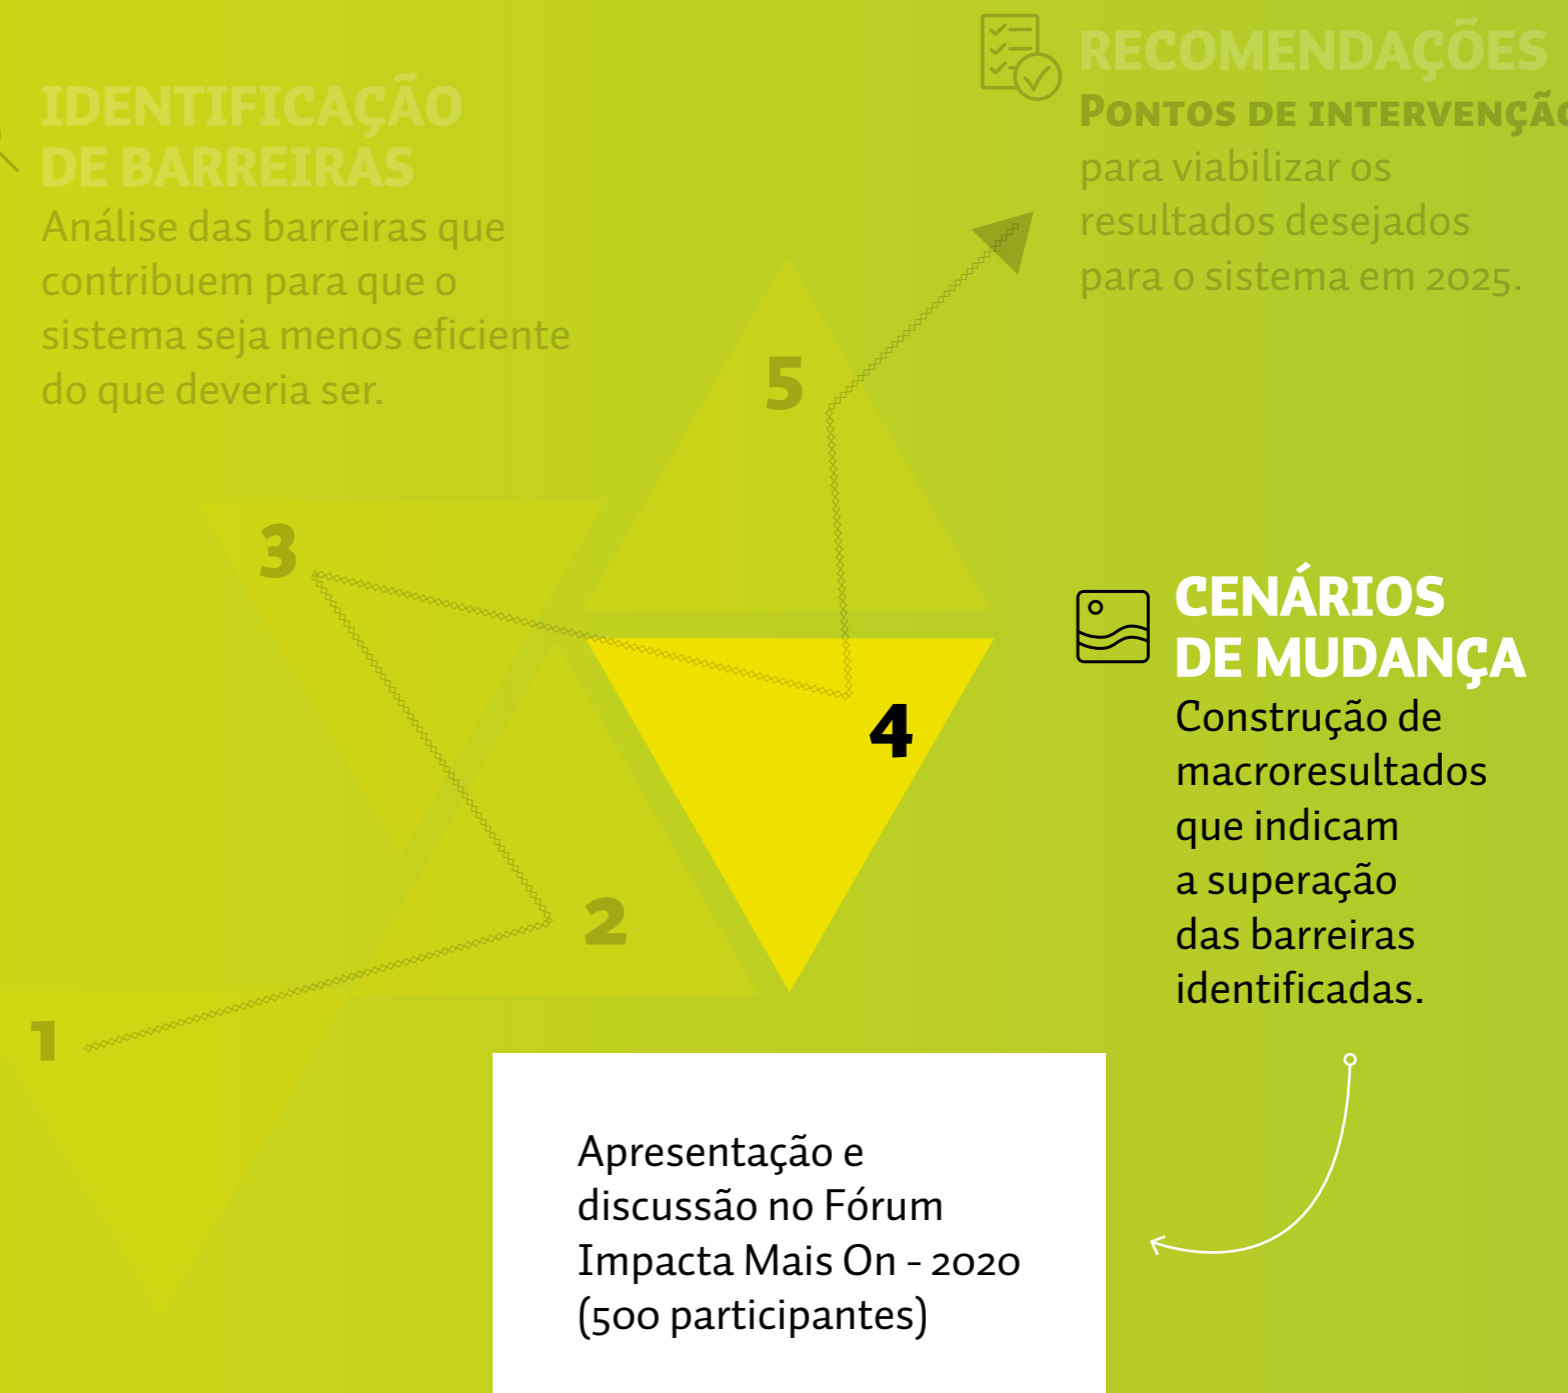 IDENTIFICAÇÃO
DE BARREIRAS
Análise das barreiras que
contribuem para que o
sistema seja menos eficiente
do que deveria ser.
RECOMENDAÇÕES
PONTOS DE INTERVENÇÃO
para viabilizar os
resultados desejados
para o sistema em 2025.
5
3
4
2
1
CENÁRIOS
DE MUDANÇA
Construção de
macroresultados
que indicam
a superação
das barreiras
identificadas.
Apresentação e
discussão no Fórum
Impacta Mais On - 2020
(500 participantes)